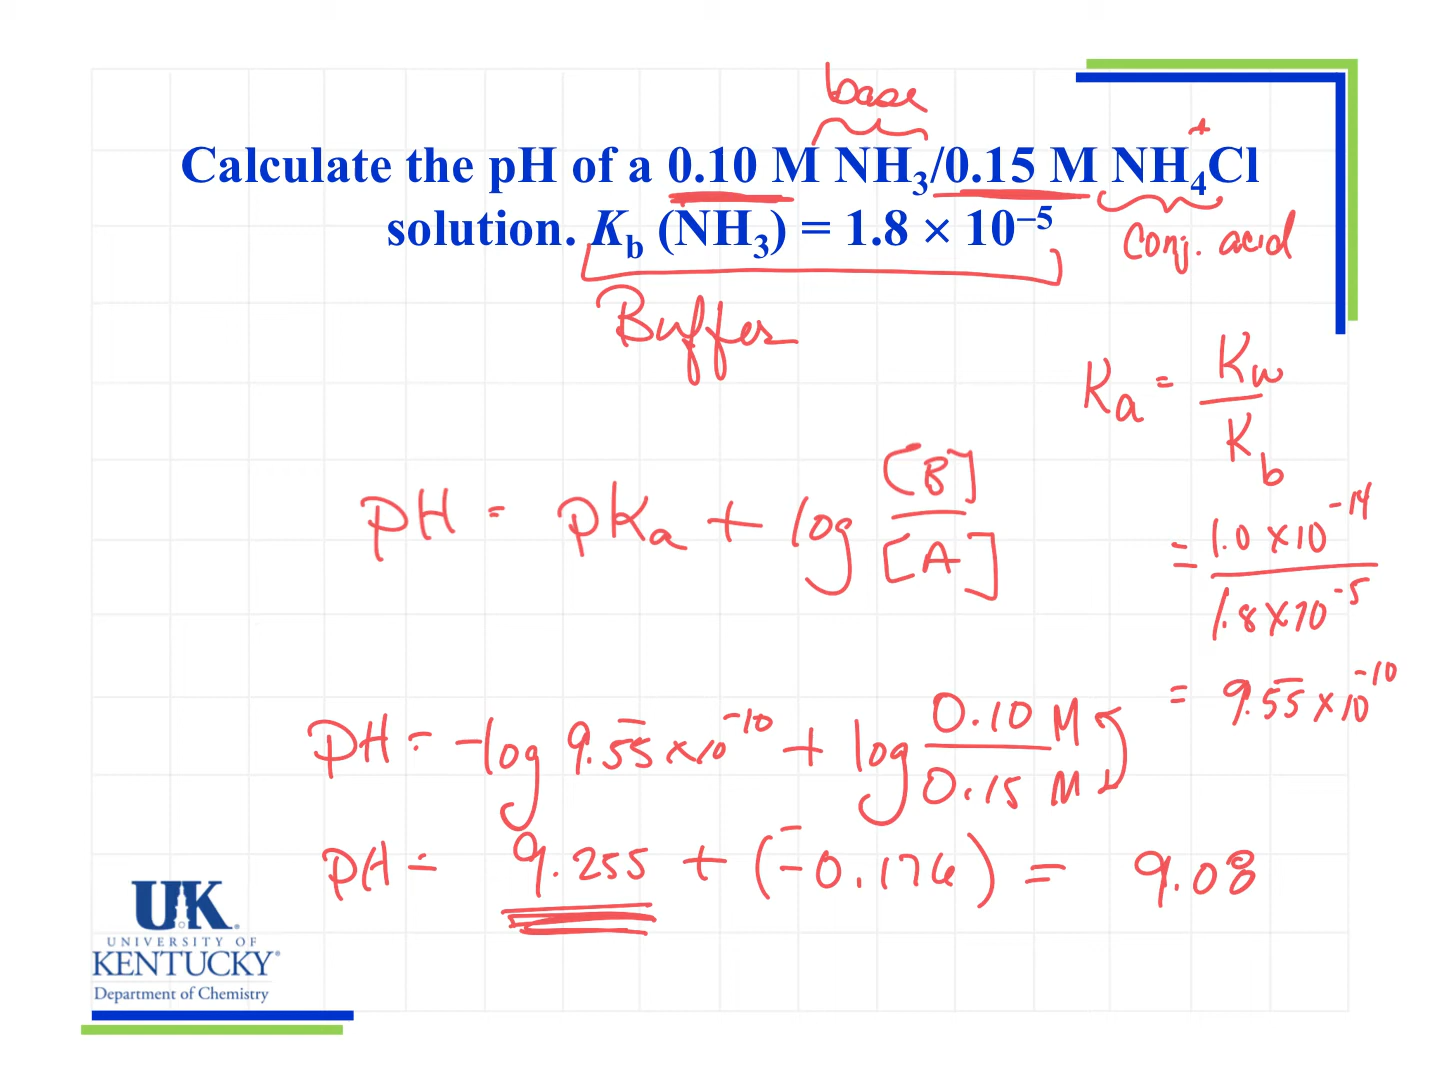 base
Calculate the pH of a 0.10 M NH₃/0.15 M NH₄⁺Cl
solution. K_b (NH₃) = 1.8 × 10⁻⁵
conj. acid
Buffer
Ka = Kw / Kb
pH = pKa + log [B] / [A]
= 1.0 × 10⁻¹⁴ / 1.8 × 10⁻⁵
= 9.55 × 10⁻¹⁰
pH = -log 9.55 × 10⁻¹⁰ + log 0.10 M / 0.15 M
pH = 9.255 + (-0.176) = 9.08
UK
UNIVERSITY OF
KENTUCKY
Department of Chemistry